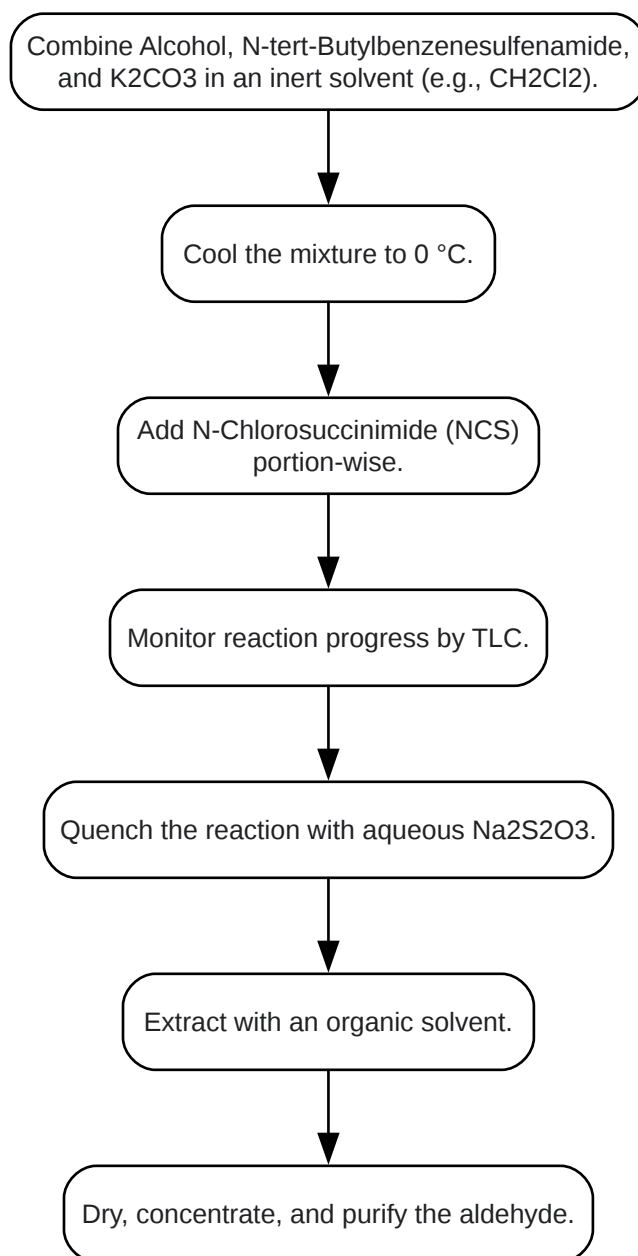 Combine Alcohol, N-tert-Butylbenzenesulfenamide,
and K2CO3 in an inert solvent (e.g., CH2Cl2).
Cool the mixture to 0 °C.
Add N-Chlorosuccinimide (NCS)
portion-wise.
Monitor reaction progress by TLC.
Quench the reaction with aqueous Na2S2O3.
Extract with an organic solvent.
Dry, concentrate, and purify the aldehyde.